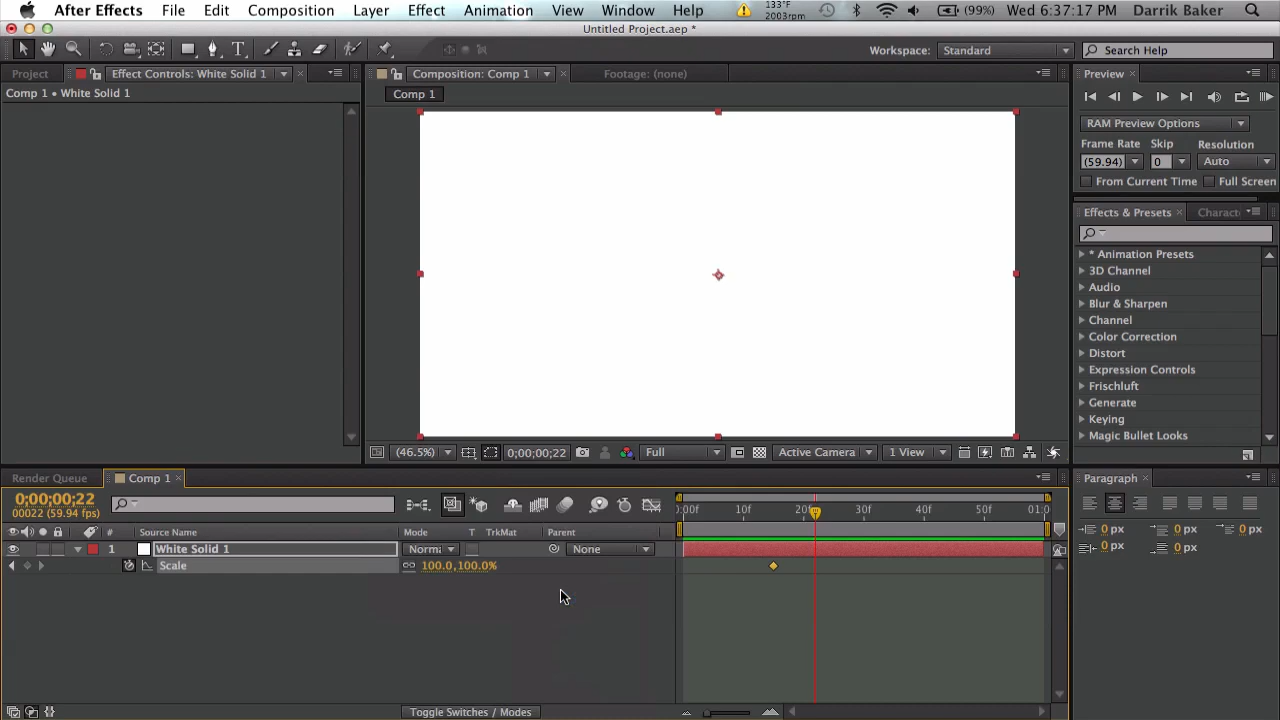 After Effects File Edit Composition Layer Effect Animation View Window Help 133°F 2003rpm (99%) Wed 6:37:17 PM Darrik Baker
Untitled Project.aep *
Workspace: Standard Search Help
Project Effect Controls: White Solid 1 Composition: Comp 1 Footage: (none) Preview
Comp 1 • White Solid 1 Comp 1
RAM Preview Options
Frame Rate Skip Resolution
(59.94) 0 Auto
From Current Time Full Screen
Effects & Presets Charact
* Animation Presets
3D Channel
Audio
Blur & Sharpen
Channel
Color Correction
Distort
Expression Controls
Frischluft
Generate
Keying
Magic Bullet Looks
(46.5%) 0;00;00;22 Full Active Camera 1 View
Render Queue Comp 1 Paragraph
0;00;00;22
00022 (59.94 fps)
10f 20f 30f 40f 50f
# Source Name Mode T TrkMat Parent
1 White Solid 1 Norma None
Scale 100.0,100.0%
0 px 0 px 0 px
0 px 0 px
Toggle Switches / Modes